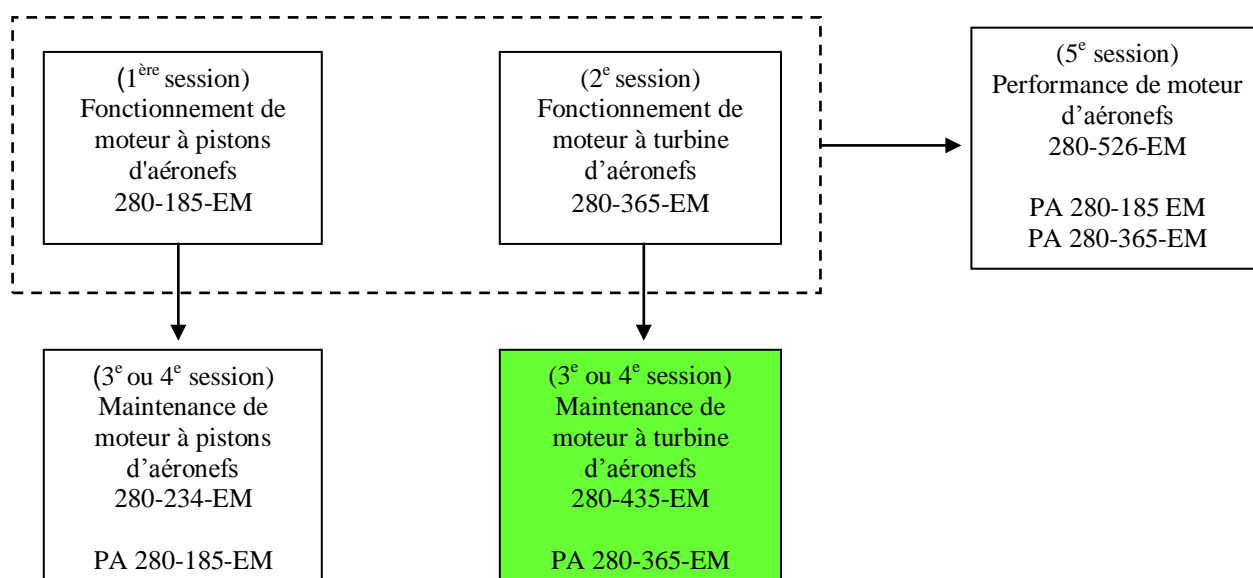 (1ère session)
Fonctionnement de
moteur à pistons
d'aéronefs
280-185-EM
(2e session)
Fonctionnement de
moteur à turbine
d’aéronefs
280-365-EM
(5e session)
Performance de moteur
d’aéronefs
280-526-EM
PA 280-185 EM
PA 280-365-EM
(3e ou 4e session)
Maintenance de
moteur à pistons
d’aéronefs
280-234-EM
PA 280-185-EM
(3e ou 4e session)
Maintenance de
moteur à turbine
d’aéronefs
280-435-EM
PA 280-365-EM